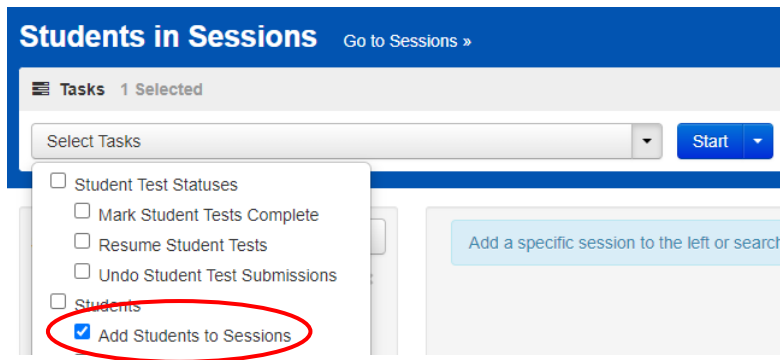 Students in Sessions Go to Sessions »
Tasks 1 Selected
Select Tasks
Start
Student Test Statuses
Mark Student Tests Complete
Resume Student Tests
Undo Student Test Submissions
Students
Add Students to Sessions
Add a specific session to the left or search